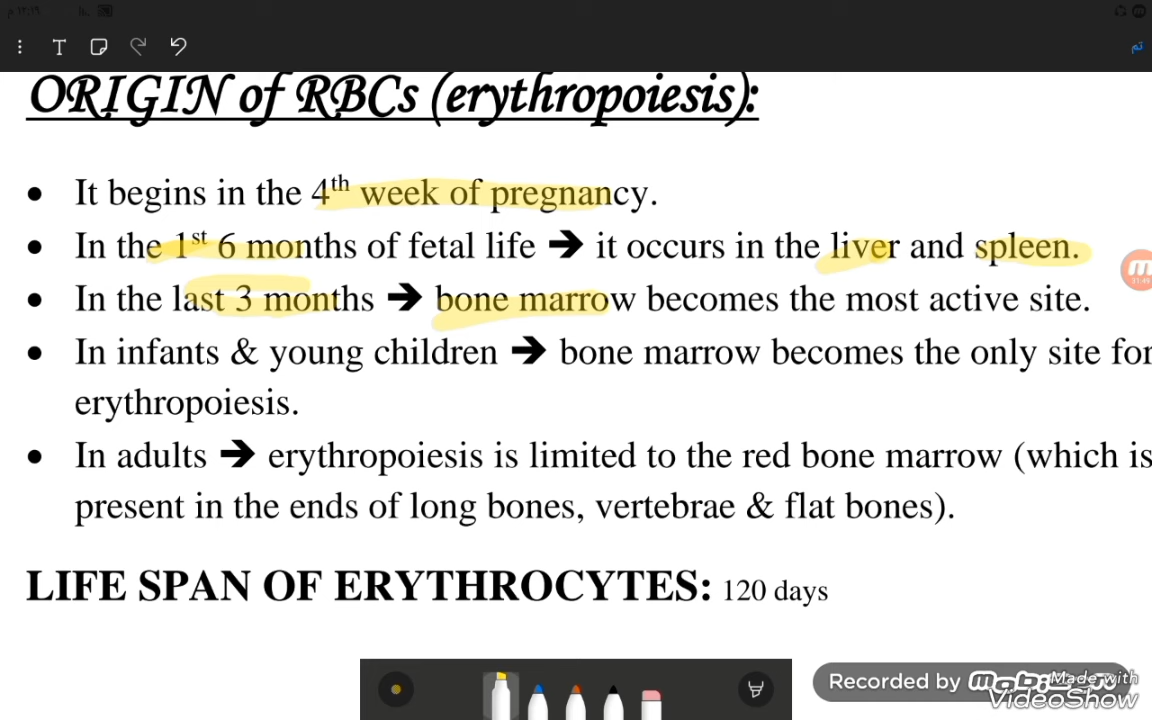 ١٢:١٩ م
T
تم
ORIGIN of RBCs (erythropoiesis):
• It begins in the 4th week of pregnancy.
• In the 1st 6 months of fetal life ➔ it occurs in the liver and spleen.
• In the last 3 months ➔ bone marrow becomes the most active site.
• In infants & young children ➔ bone marrow becomes the only site for
erythropoiesis.
• In adults ➔ erythropoiesis is limited to the red bone marrow (which is
present in the ends of long bones, vertebrae & flat bones).
LIFE SPAN OF ERYTHROCYTES: 120 days
Recorded by
Made with
VideoShow